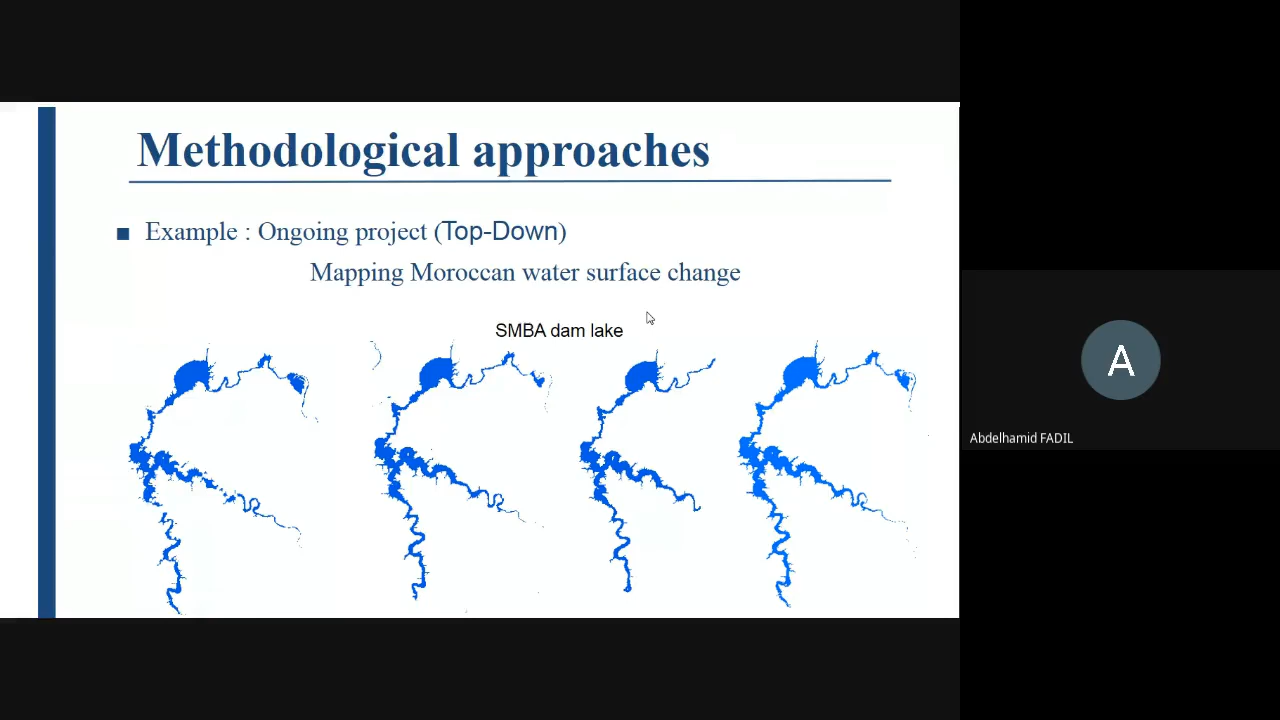 Methodological approaches
Example : Ongoing project (Top-Down)
Mapping Moroccan water surface change
SMBA dam lake
A
Abdelhamid FADIL